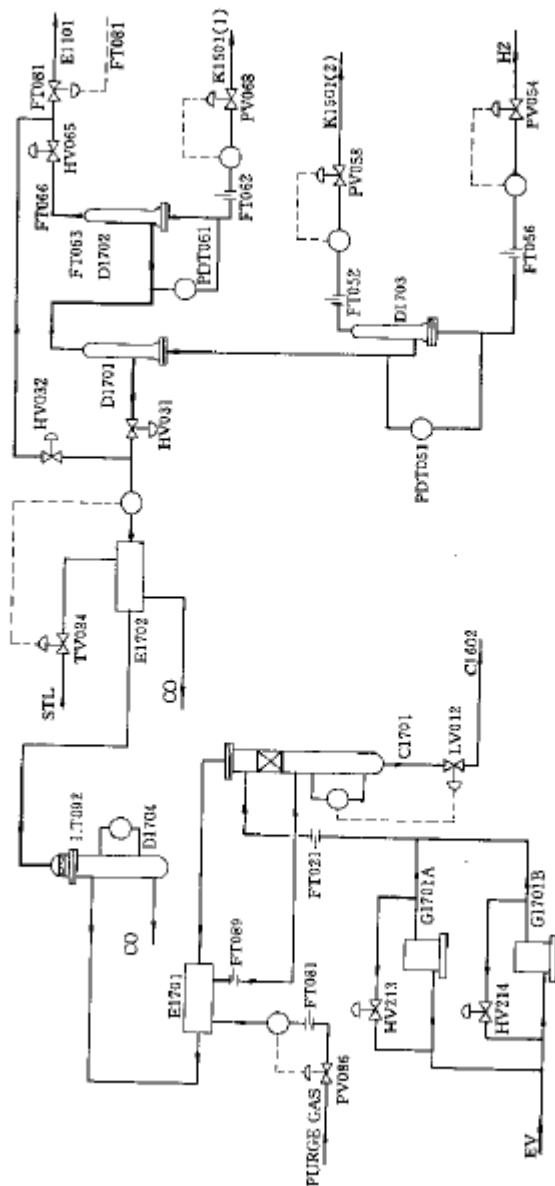 FT081
E1101
FT081
HV065
FT066
K1501(1)
PV068
FT062
FT063
D1702
PDT061
HV032
D1701
HV031
K1501(2)
PV058
FT052
D1703
H2
PV054
FT056
PDT051
STL
TV034
E1702
CO
LT092
D1704
CO
E1701
FT089
FT081
PV086
PURGE GAS
C1701
LV012
C1602
FT021
G1701A
HV213
G1701B
HV214
EV